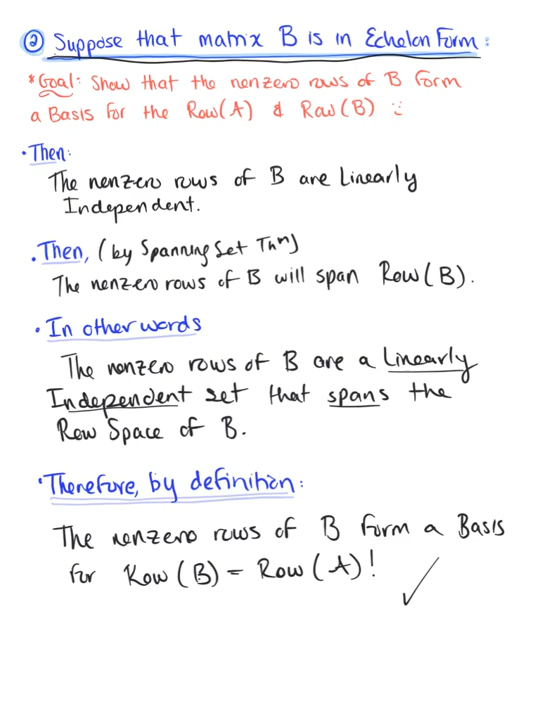 ② Suppose that matrix B is in Echelon Form:
*Goal: Show that the nonzero rows of B form
a Basis for the Row(A) & Row(B) :)
• Then:
The nonzero rows of B are Linearly
Independent.
• Then, (by Spanning Set Thm)
The nonzero rows of B will span Row(B).
• In other words
The nonzero rows of B are a Linearly
Independent set that spans the
Row Space of B.
• Therefore, by definition:
The nonzero rows of B form a Basis
for Row(B) = Row(A)! ✓